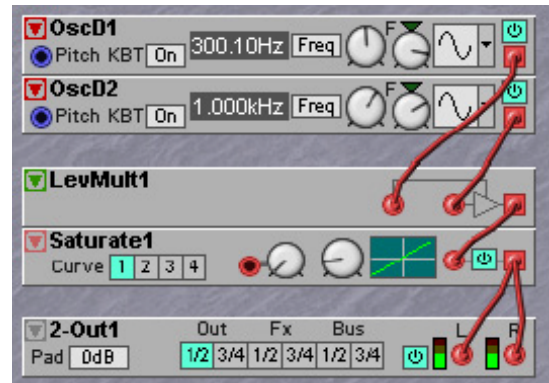 OscD1
Pitch KBT On 300.10Hz Freq F
OscD2
Pitch KBT On 1.000kHz Freq F
LevMult1
Saturate1
Curve 1 2 3 4
2-Out1 Out Fx Bus L R
Pad 0dB 1/2 3/4 1/2 3/4 1/2 3/4